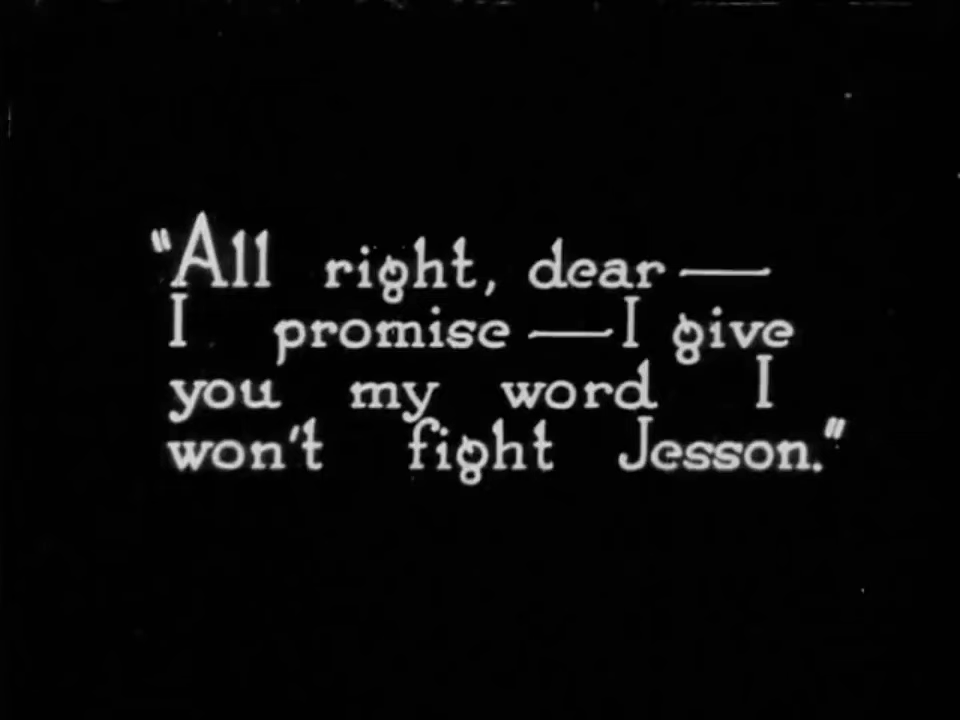 "All right, dear —
I promise — I give
you my word I
won't fight Jesson."